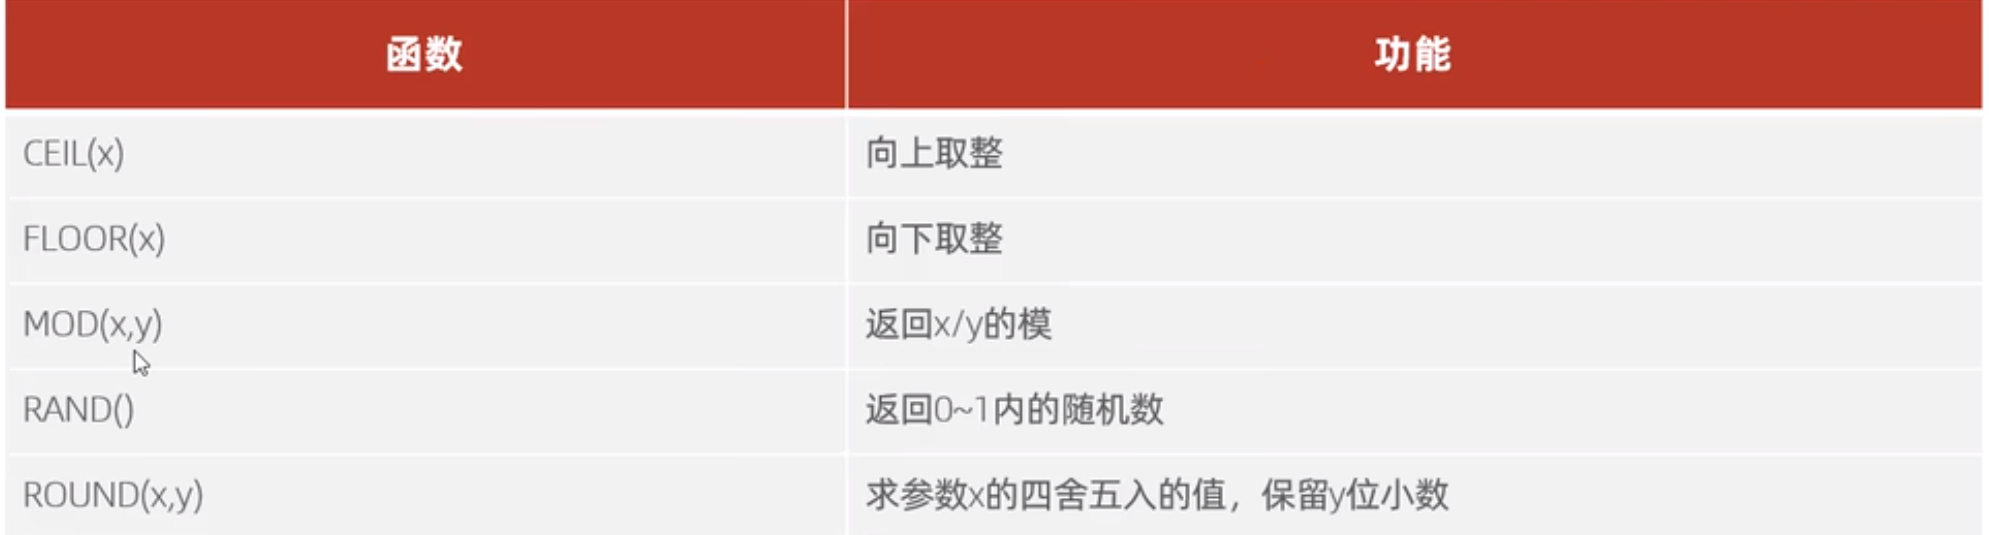 函数 功能
CEIL(x) 向上取整
FLOOR(x) 向下取整
MOD(x,y) 返回x/y的模
RAND() 返回0~1内的随机数
ROUND(x,y) 求参数x的四舍五入的值，保留y位小数